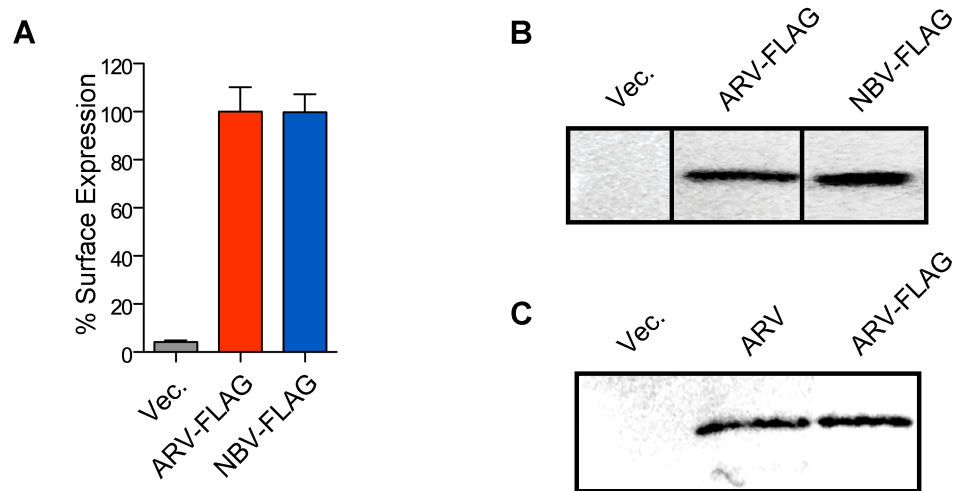 A
% Surface Expression
120
100
80
60
40
20
0
Vec.
ARV-FLAG
NBV-FLAG
B
Vec.
ARV-FLAG
NBV-FLAG
C
Vec.
ARV
ARV-FLAG